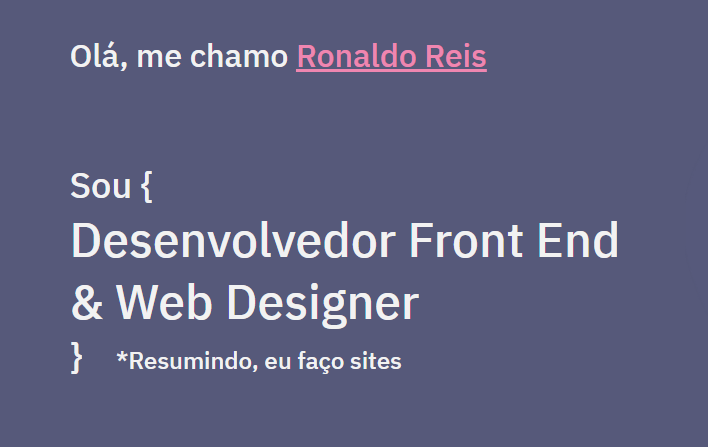 Olá, me chamo Ronaldo Reis
Sou {
Desenvolvedor Front End
& Web Designer
} *Resumindo, eu faço sites